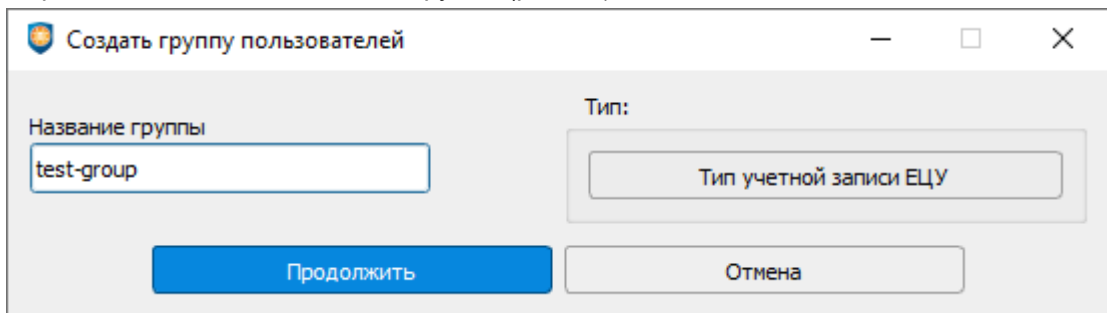 Создать группу пользователей
Название группы
Тип:
test-group
Тип учетной записи ЕЦУ
Продолжить
Отмена